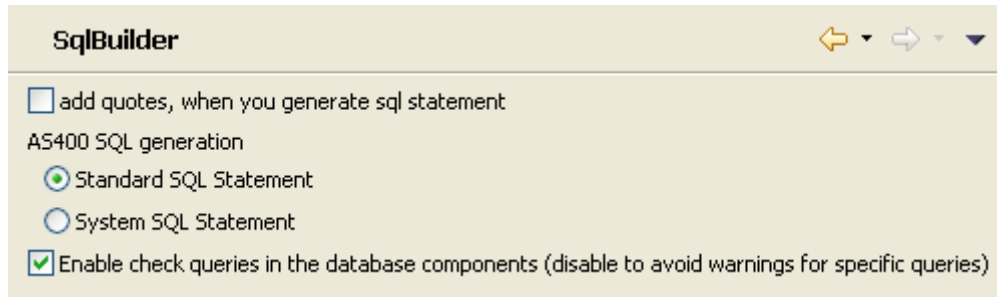 SqlBuilder
add quotes, when you generate sql statement
AS400 SQL generation
Standard SQL Statement
System SQL Statement
Enable check queries in the database components (disable to avoid warnings for specific queries)